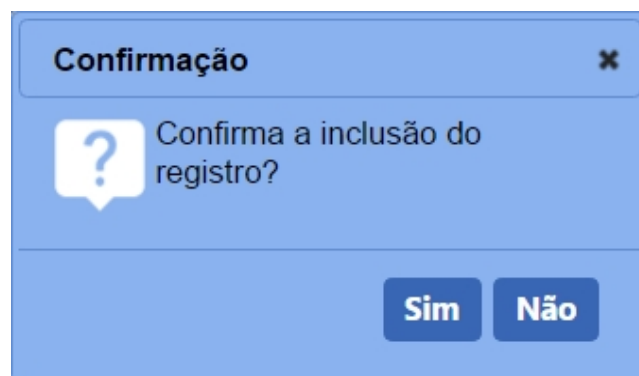 Confirmação
Confirma a inclusão do
registro?
Sim Não